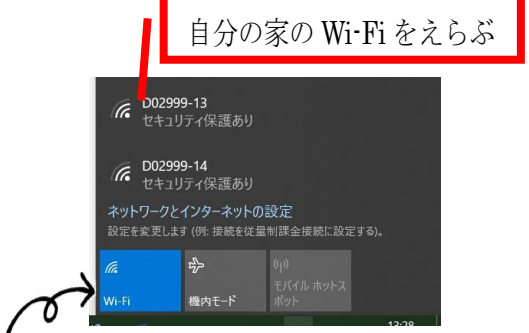 自分の家の Wi-Fi をえらぶ
D02999-13
セキュリティ保護あり
D02999-14
セキュリティ保護あり
ネットワークとインターネットの設定
設定を変更します (例: 接続を従量制課金接続に設定する)。
Wi-Fi
機内モード
モバイル ホットス
ポット
13:28